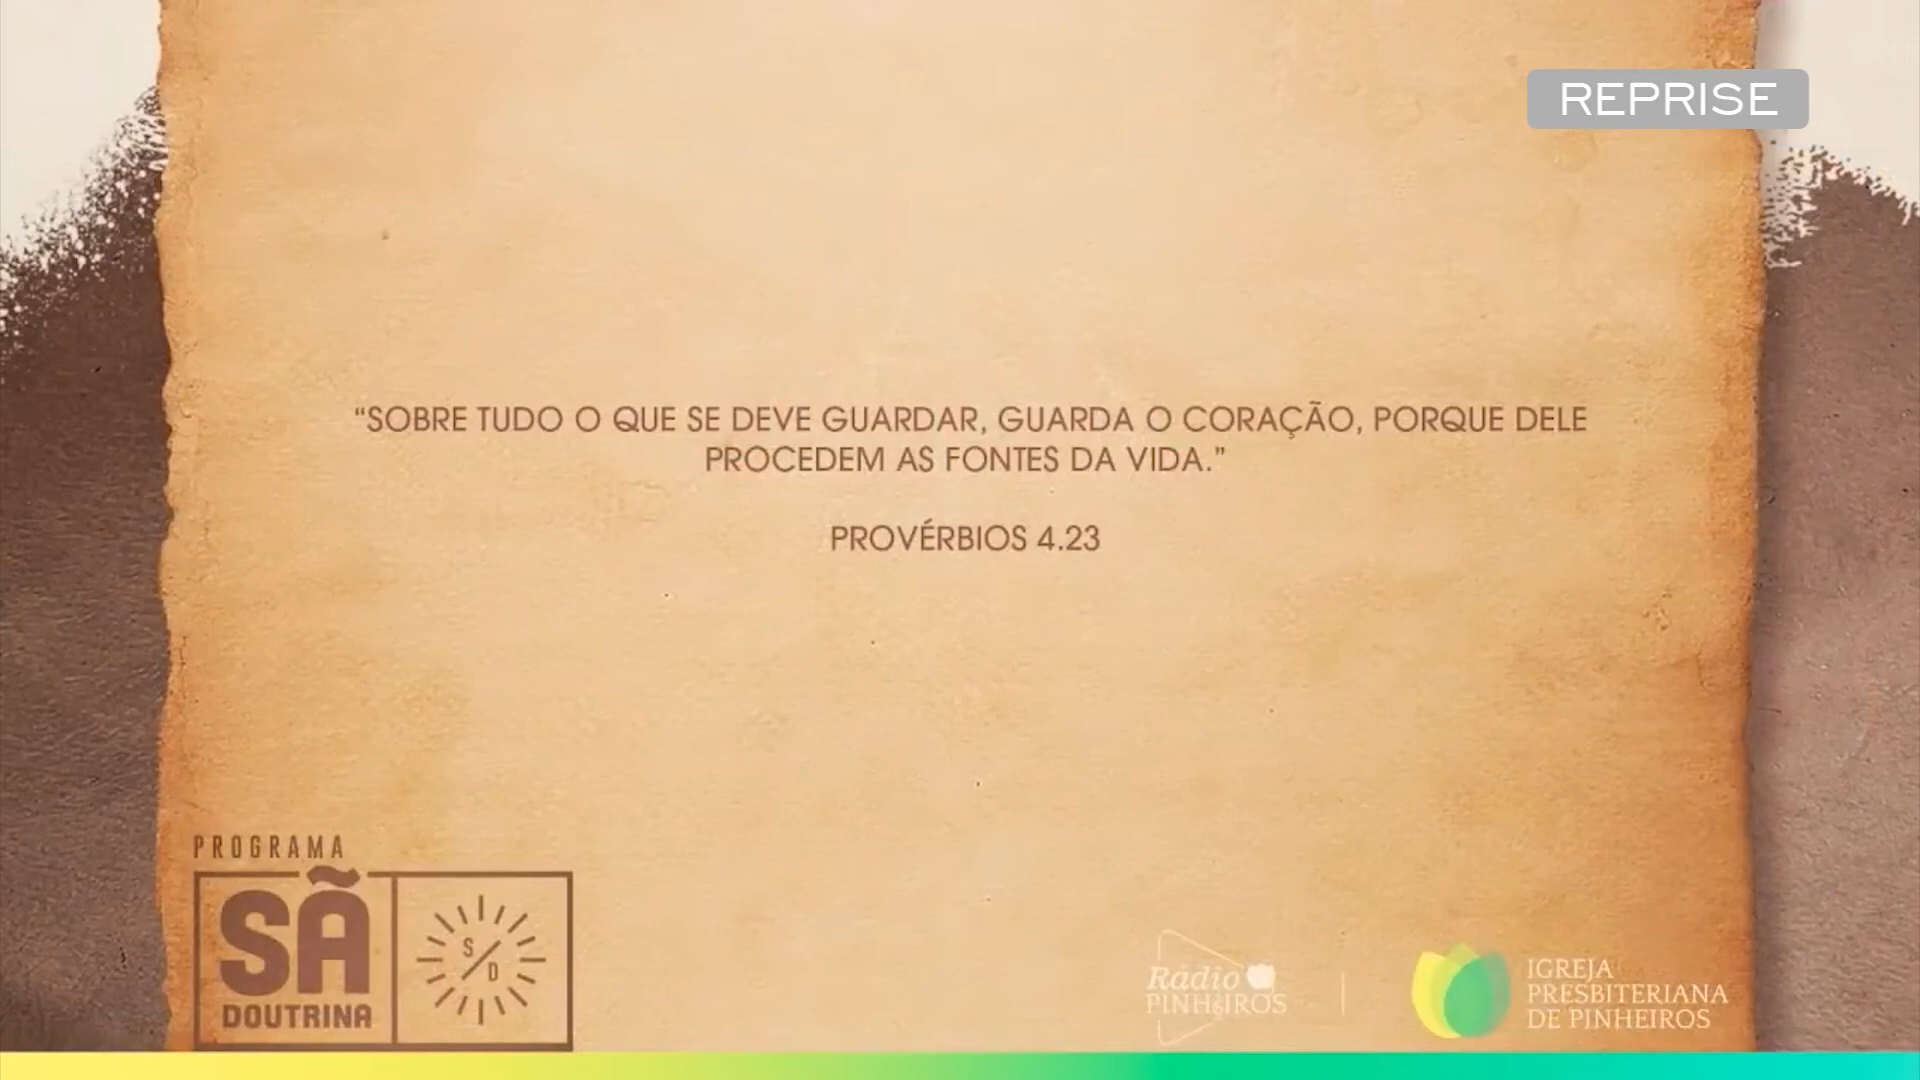 REPRISE
“SOBRE TUDO O QUE SE DEVE GUARDAR, GUARDA O CORAÇÃO, PORQUE DELE
PROCEDEM AS FONTES DA VIDA.”
PROVÉRBIOS 4.23
PROGRAMA
SÃ
DOUTRINA
S/D
Rádio
PINHEIROS
IGREJA
PRESBITERIANA
DE PINHEIROS